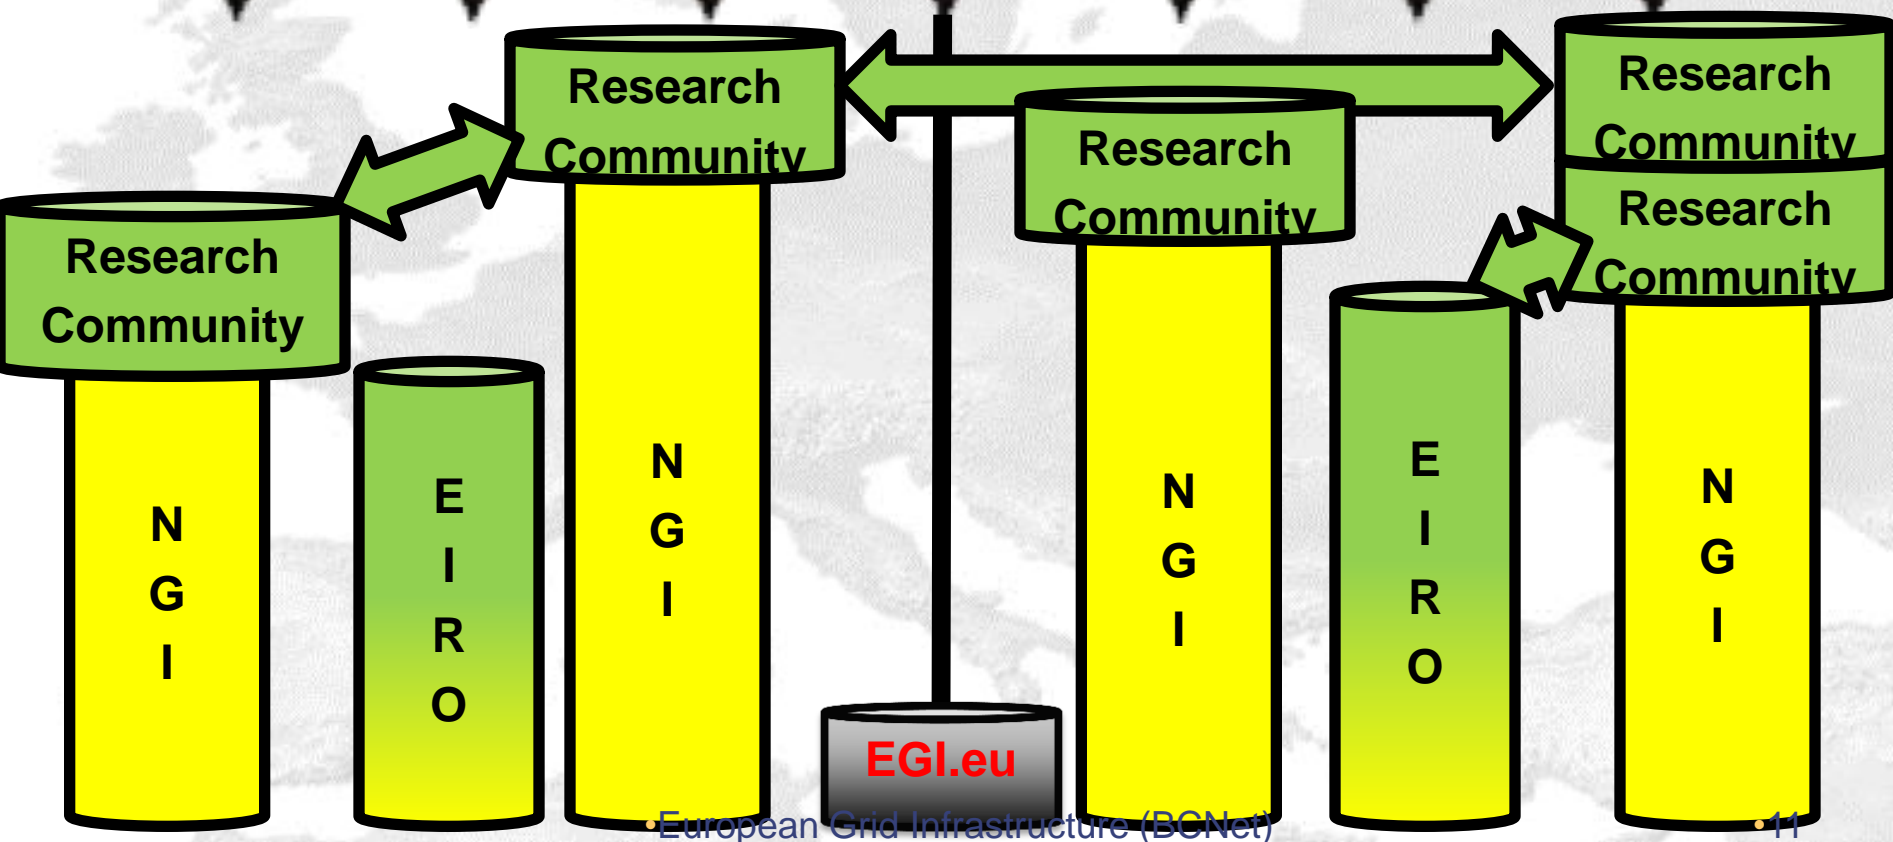 Research
Community
Research
Community
Research
Community
Research
Community
Research
Community
N
G
I
E
I
R
O
N
G
I
EGI.eu
N
G
I
E
I
R
O
N
G
I
•European Grid Infrastructure (BCNet)
•11